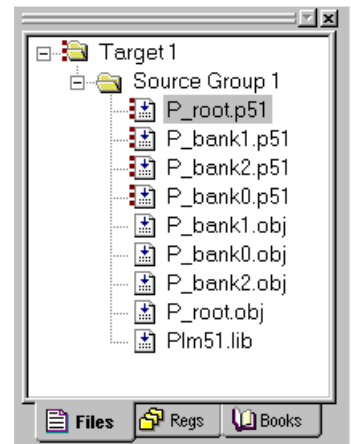 Target 1
Source Group 1
P_root.p51
P_bank1.p51
P_bank2.p51
P_bank0.p51
P_bank1.obj
P_bank0.obj
P_bank2.obj
P_root.obj
Plm51.lib
Files Regs Books